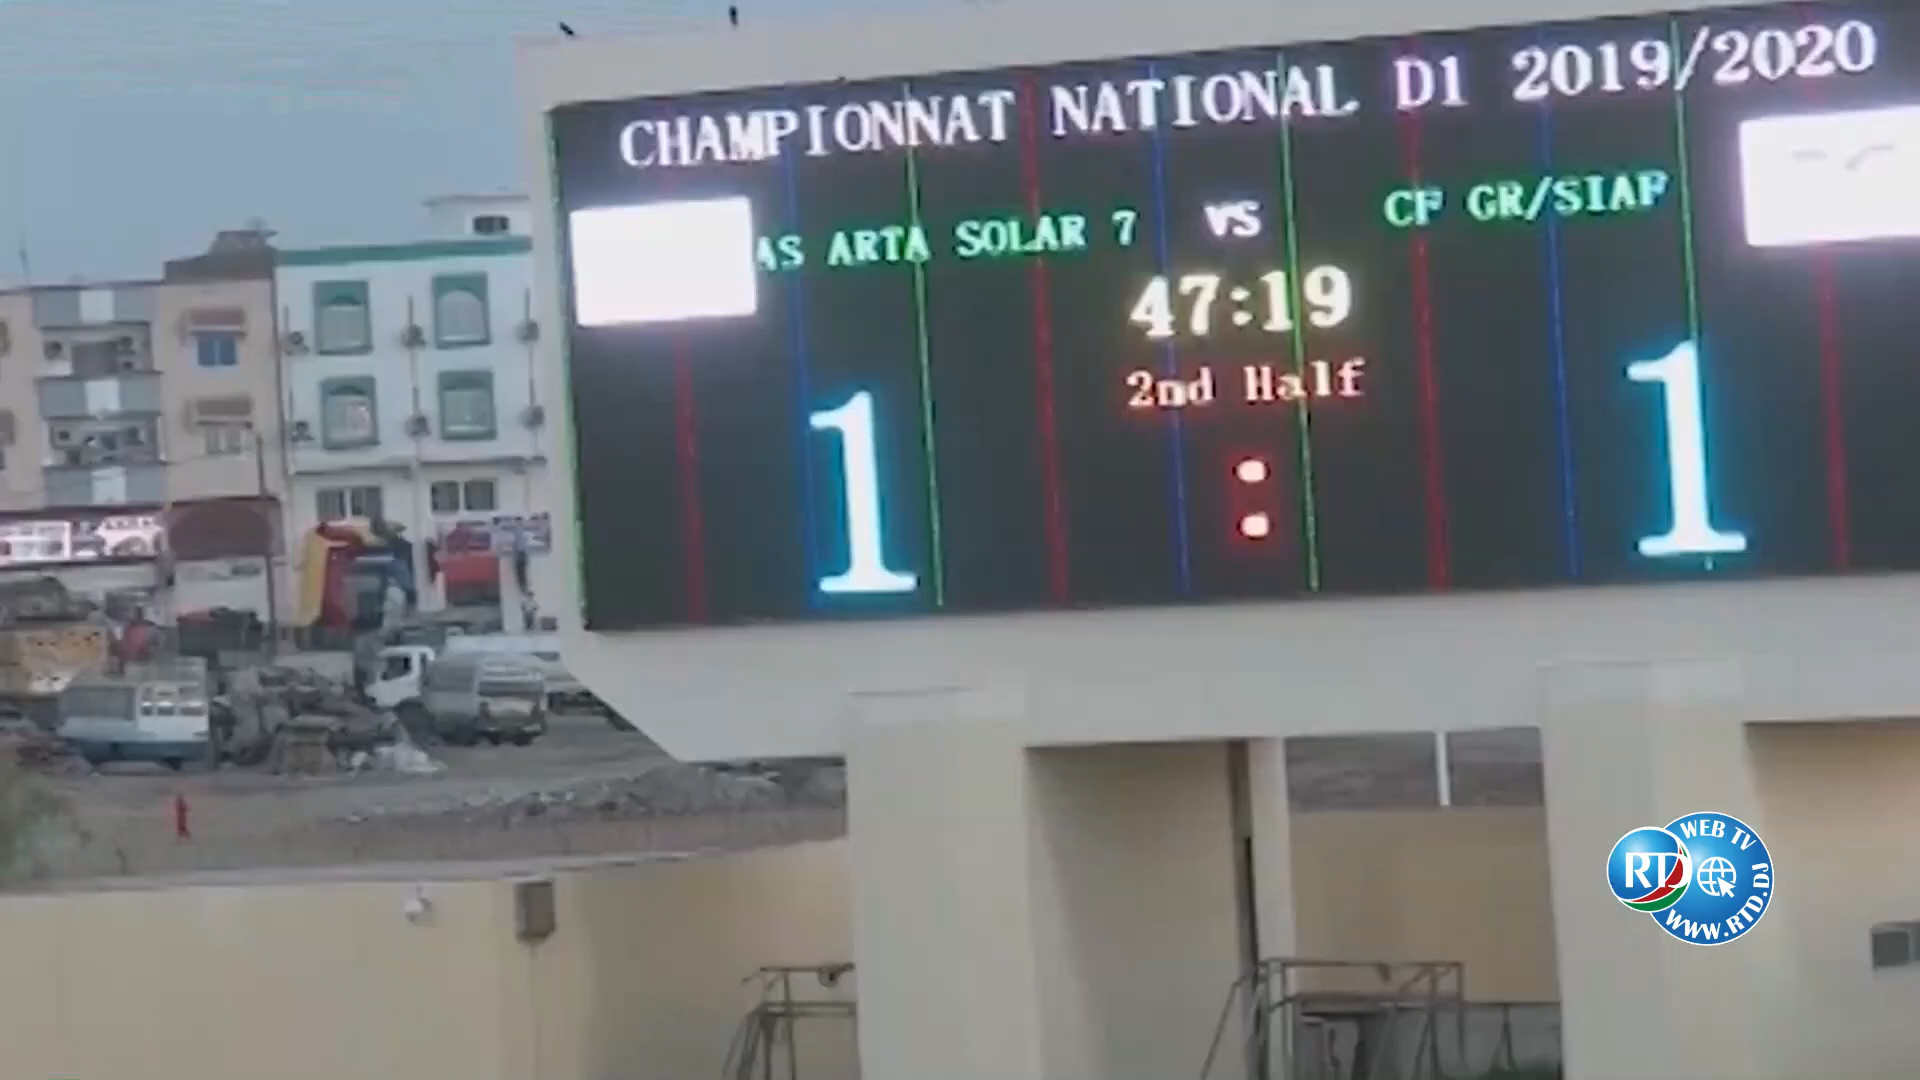 CHAMPIONNAT NATIONAL D1 2019/2020
AS ARTA SOLAR 7 VS CF GR/SIAF
47:19
2nd Half
1 : 1
WEB TV
RTD
WWW.RTD.DJ